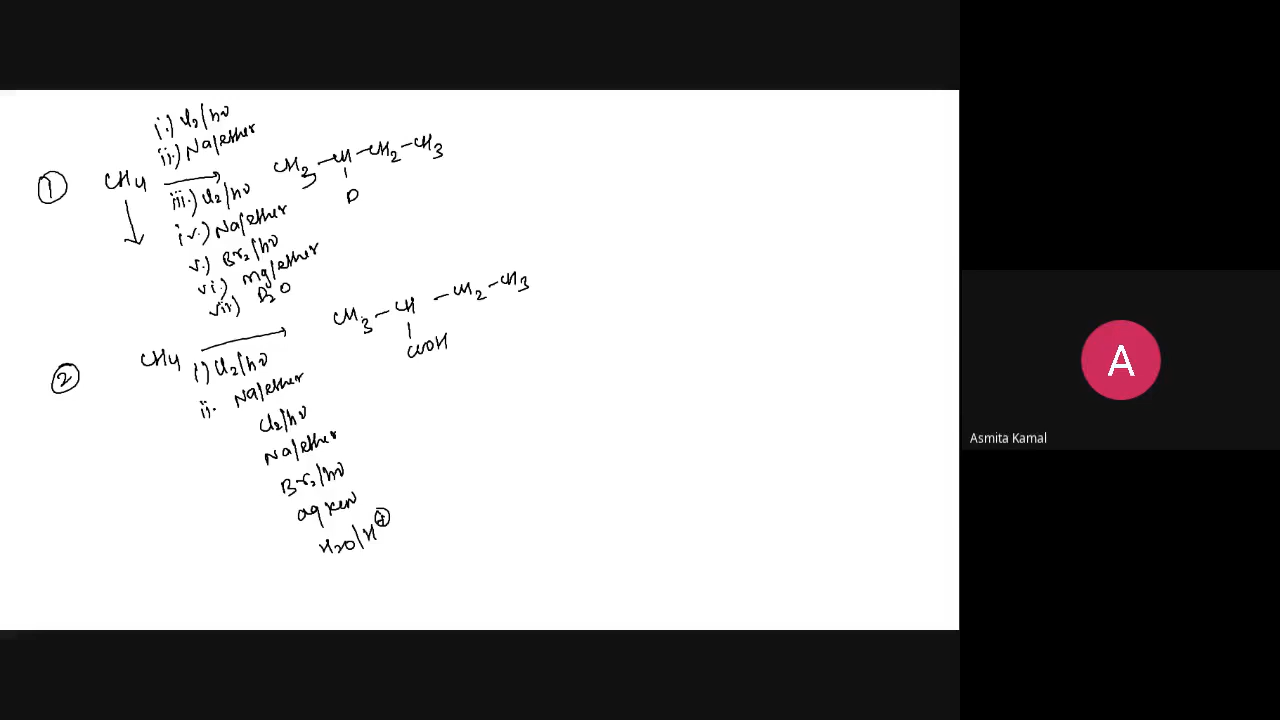 i.) Cl2/hν
ii.) Na/ether
① CH4 ⟶ CH3–CH–CH2–CH3
|
D
iii.) Cl2/hν
iv.) Na/ether
v.) Br2/hν
vi.) Mg/ether
vii) D2O
② CH4 ⟶ CH3–CH–CH2–CH3
|
COOH
i) Cl2/hν
ii. Na/ether
Cl2/hν
Na/ether
Br2/hν
aq KCN
H2O/H⊕
A
Asmita Kamal